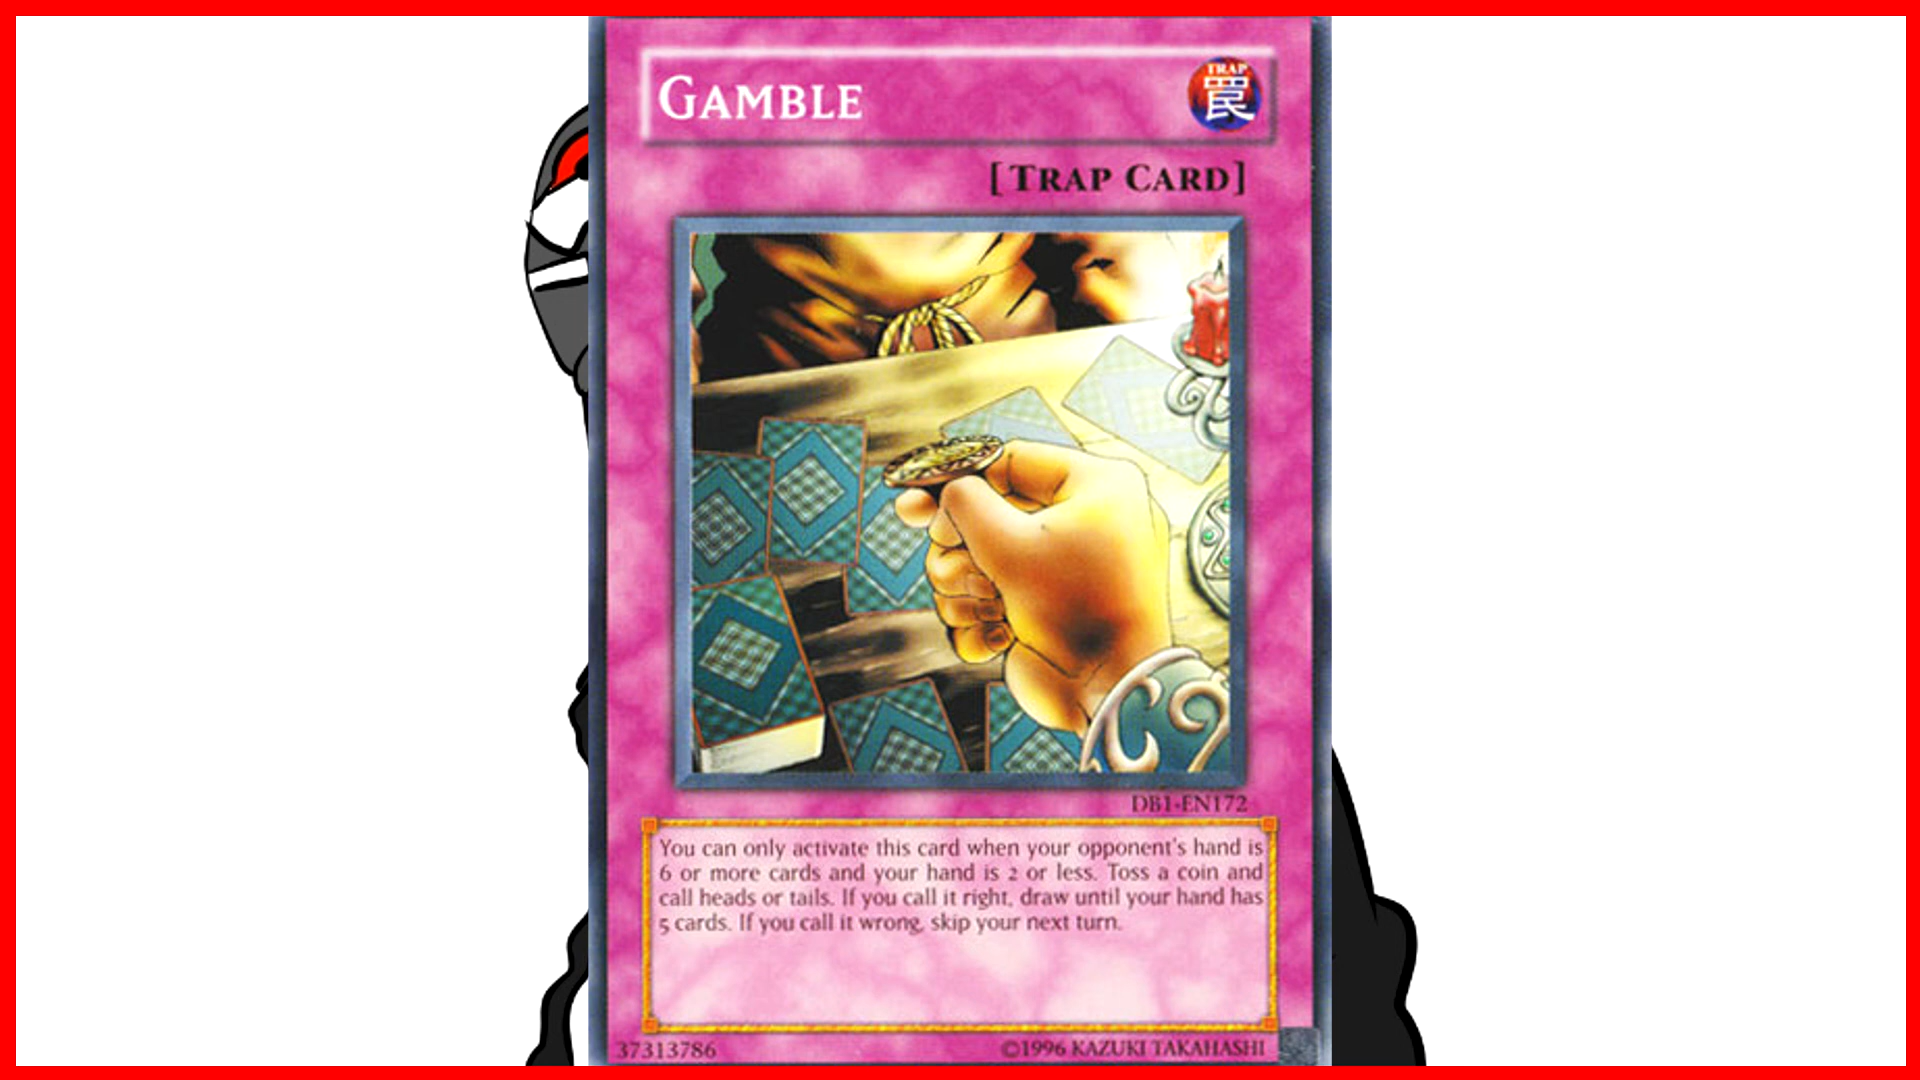 GAMBLE
TRAP
罠
[TRAP CARD]
DB1-EN172
You can only activate this card when your opponent's hand is
6 or more cards and your hand is 2 or less. Toss a coin and
call heads or tails. If you call it right, draw until your hand has
5 cards. If you call it wrong, skip your next turn.
37313786
©1996 KAZUKI TAKAHASHI